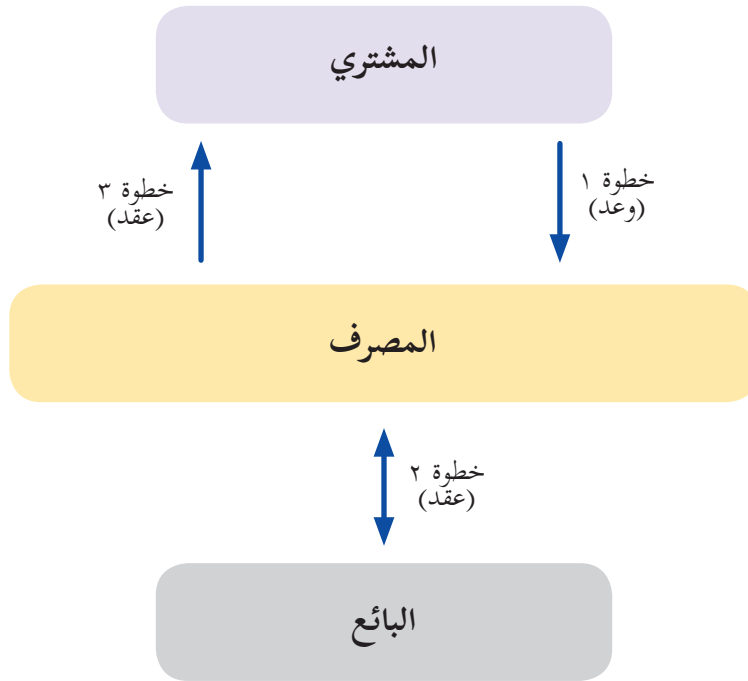 المشتري
خطوة ١
(وعد)
خطوة ٣
(عقد)
المصرف
خطوة ٢
(عقد)
البائع